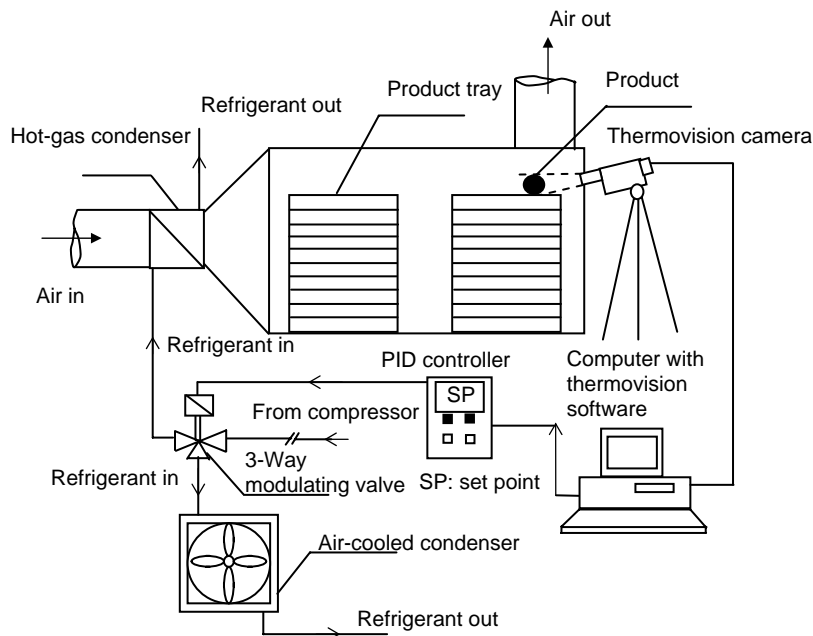 Air out
Product tray
Product
Refrigerant out
Thermovision camera
Hot-gas condenser
Air in
Refrigerant in
PID controller
Computer with
thermovision
software
SP
From compressor
3-Way
modulating valve
Refrigerant in
SP: set point
Air-cooled condenser
Refrigerant out